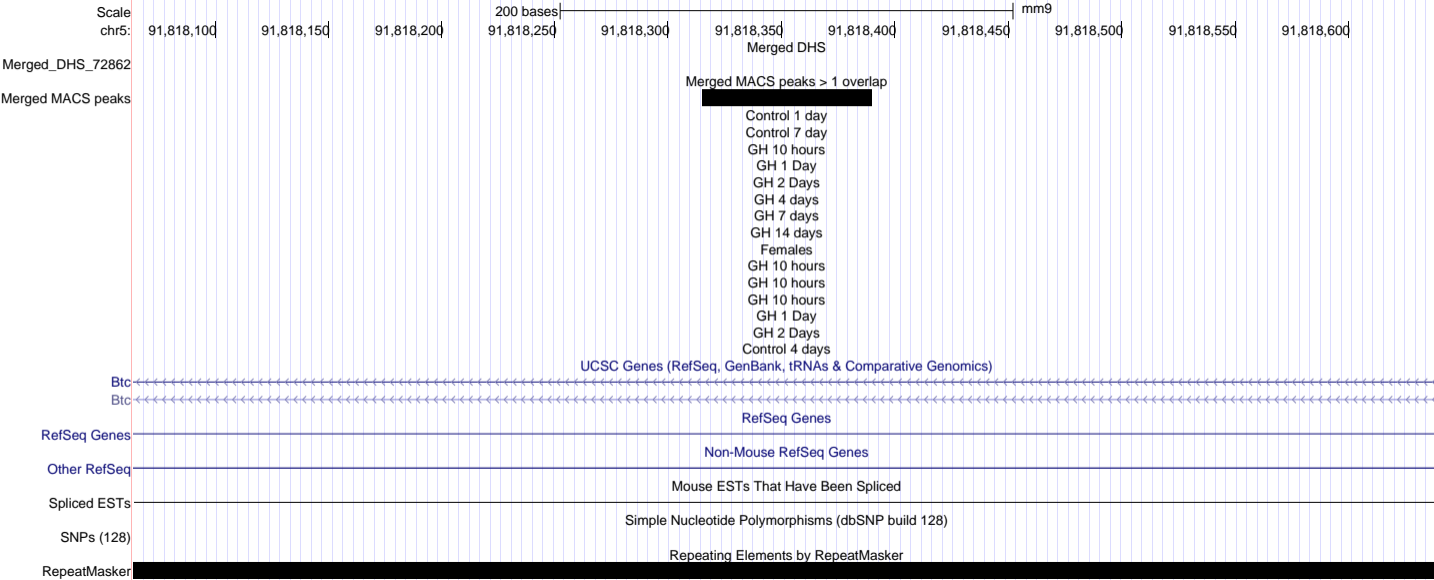 Scale 200 bases mm9
chr5: 91,818,100 91,818,150 91,818,200 91,818,250 91,818,300 91,818,350 91,818,400 91,818,450 91,818,500 91,818,550 91,818,600
Merged DHS
Merged_DHS_72862
Merged MACS peaks > 1 overlap
Merged MACS peaks
Control 1 day
Control 7 day
GH 10 hours
GH 1 Day
GH 2 Days
GH 4 days
GH 7 days
GH 14 days
Females
GH 10 hours
GH 10 hours
GH 10 hours
GH 1 Day
GH 2 Days
Control 4 days
UCSC Genes (RefSeq, GenBank, tRNAs & Comparative Genomics)
Btc
Btc
RefSeq Genes
RefSeq Genes
Non-Mouse RefSeq Genes
Other RefSeq
Mouse ESTs That Have Been Spliced
Spliced ESTs
Simple Nucleotide Polymorphisms (dbSNP build 128)
SNPs (128)
Repeating Elements by RepeatMasker
RepeatMasker